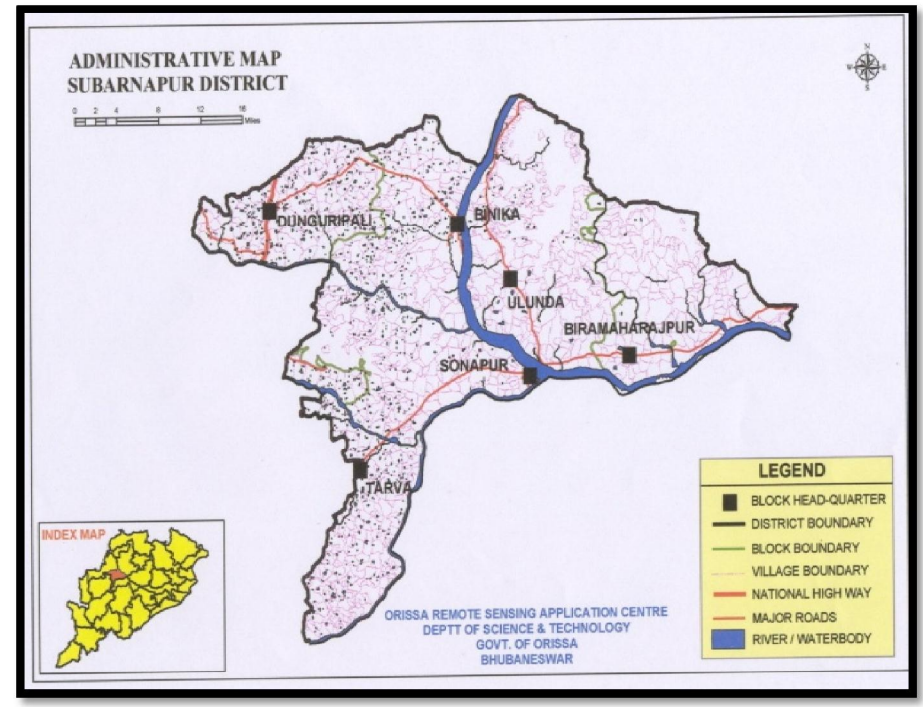 ADMINISTRATIVE MAP
SUBARNAPUR DISTRICT
0 2 4 8 12 16
Miles
N
W E
S
DUNGURIPALI
BINIKA
ULUNDA
BIRAMAHARAJPUR
SONAPUR
TARVA
INDEX MAP
ORISSA REMOTE SENSING APPLICATION CENTRE
DEPTT OF SCIENCE & TECHNOLOGY
GOVT. OF ORISSA
BHUBANESWAR
LEGEND
BLOCK HEAD-QUARTER
DISTRICT BOUNDARY
BLOCK BOUNDARY
VILLAGE BOUNDARY
NATIONAL HIGH WAY
MAJOR ROADS
RIVER / WATERBODY